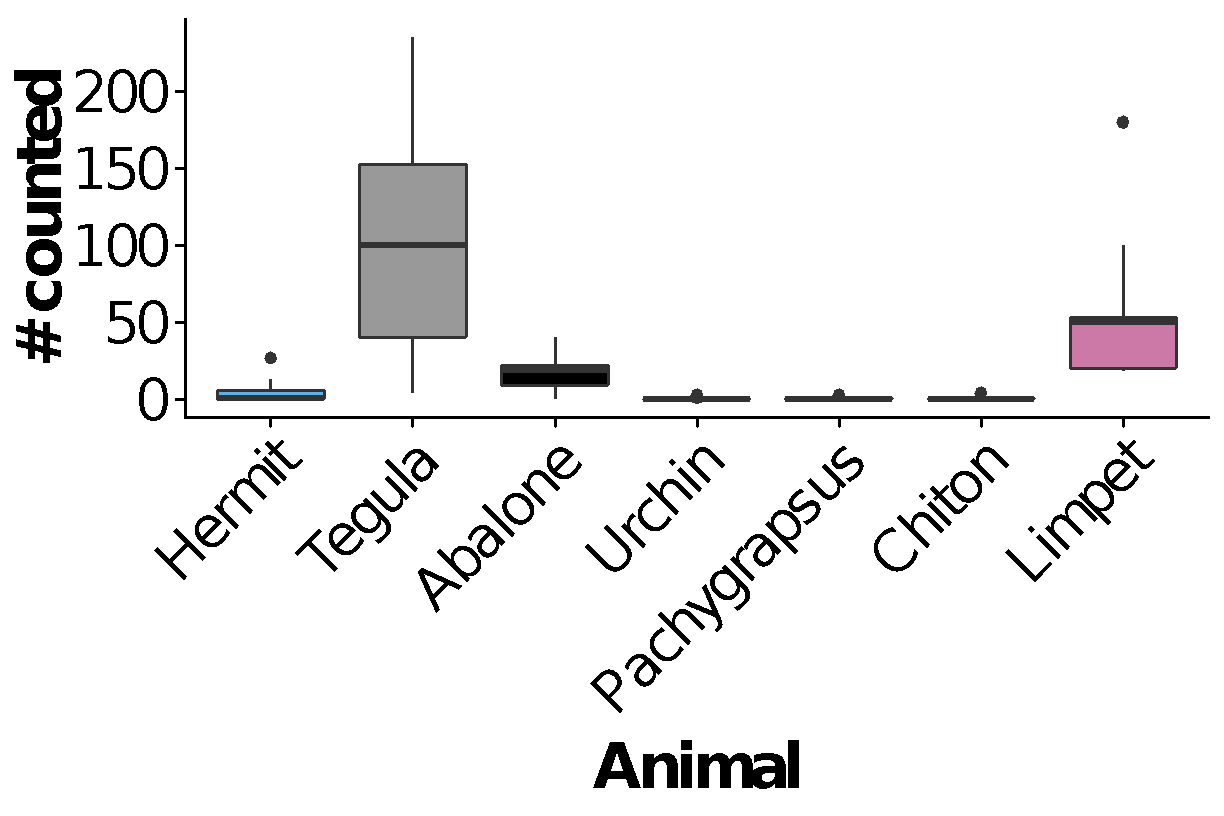 # counted
200
150
100
50
0
Hermit
Tegula
Abalone
Urchin
Pachygrapsus
Chiton
Limpet
Animal